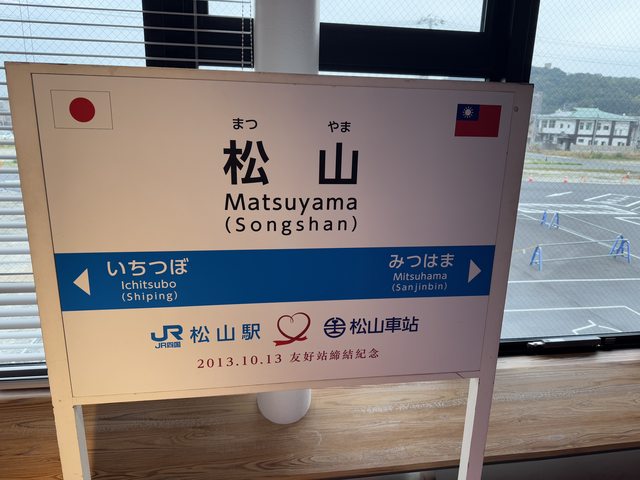 まつ やま
松 山
Matsuyama
(Songshan)
いちつぼ みつはま
Ichitsubo Mitsuhama
(Shiping) (Sanjinbin)
JR 松山駅 松山車站
JR四国
2013.10.13 友好站締結紀念